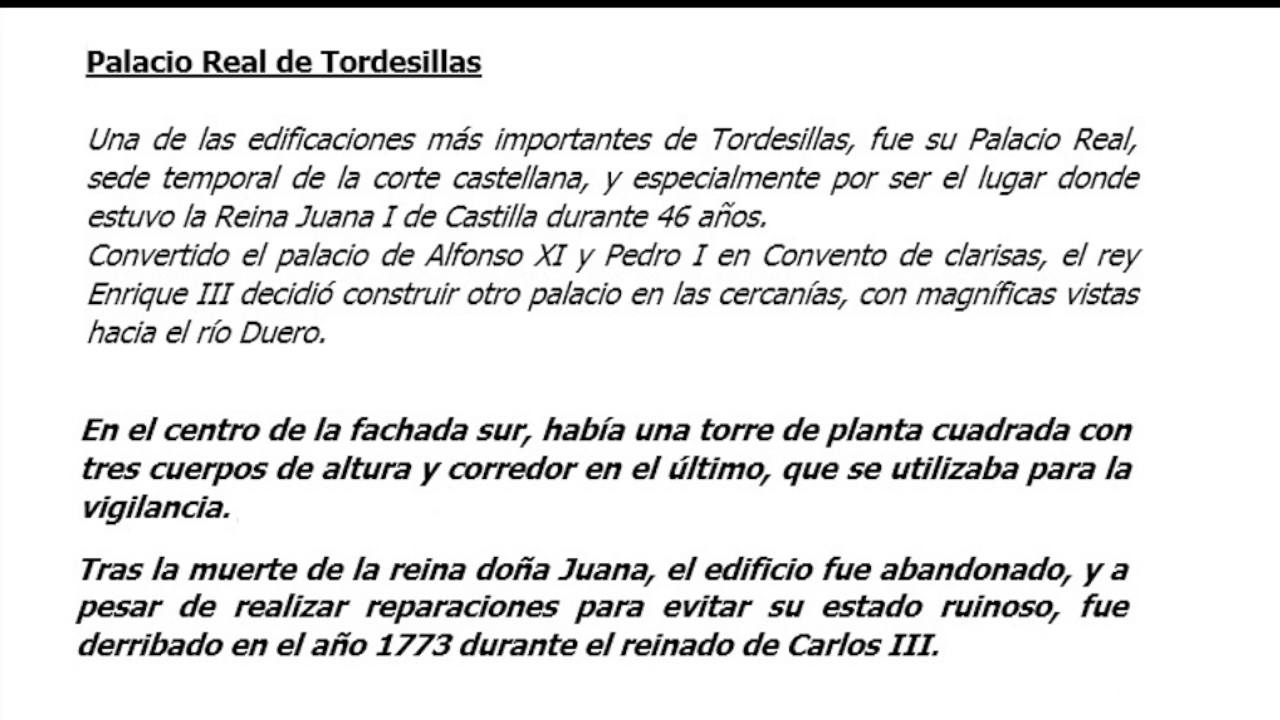 Palacio Real de Tordesillas
Una de las edificaciones más importantes de Tordesillas, fue su Palacio Real,
sede temporal de la corte castellana, y especialmente por ser el lugar donde
estuvo la Reina Juana I de Castilla durante 46 años.
Convertido el palacio de Alfonso XI y Pedro I en Convento de clarisas, el rey
Enrique III decidió construir otro palacio en las cercanías, con magníficas vistas
hacia el río Duero.
En el centro de la fachada sur, había una torre de planta cuadrada con
tres cuerpos de altura y corredor en el último, que se utilizaba para la
vigilancia.
Tras la muerte de la reina doña Juana, el edificio fue abandonado, y a
pesar de realizar reparaciones para evitar su estado ruinoso, fue
derribado en el año 1773 durante el reinado de Carlos III.